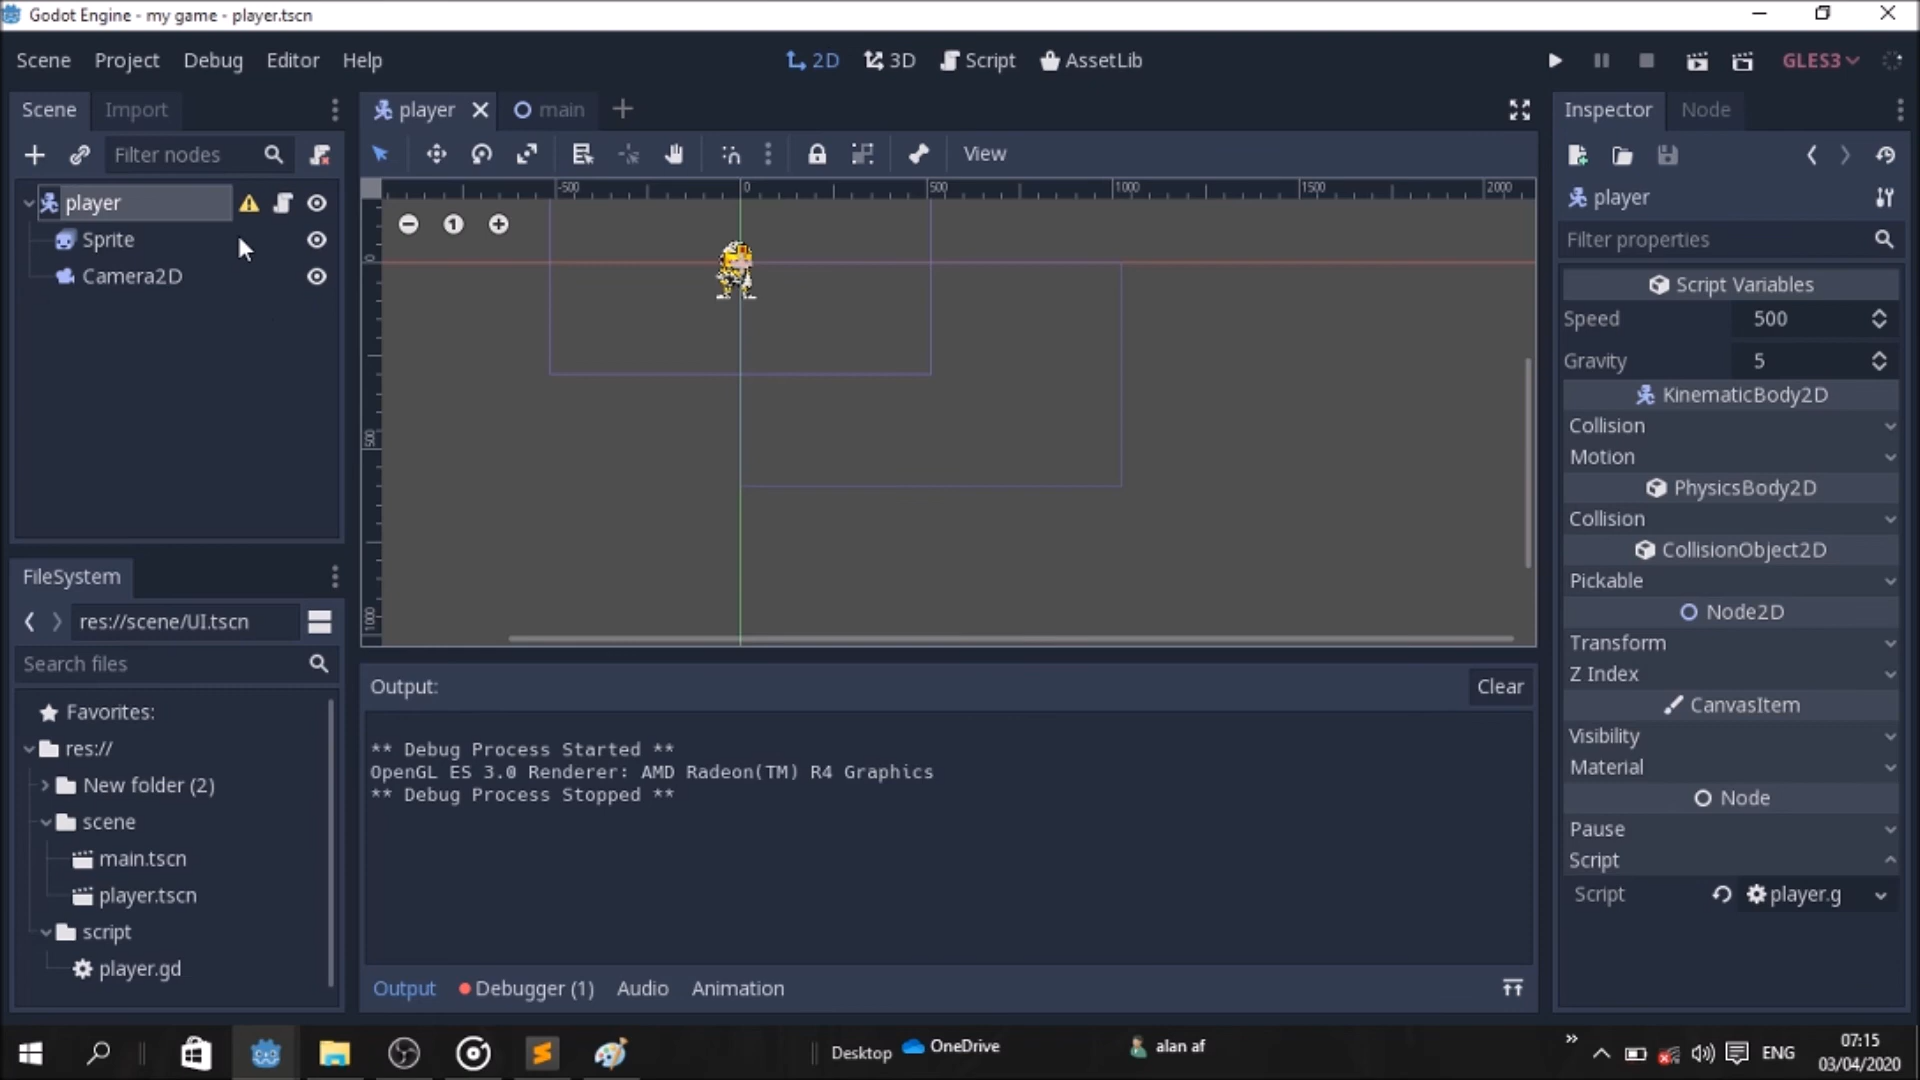 Godot Engine - my game - player.tscn
Scene Project Debug Editor Help
2D 3D Script AssetLib
GLES3
Scene Import
player main
Inspector Node
Filter nodes
View
player
Sprite
Camera2D
-500 0 500 1000 1500 2000
0
500
1000
1
player
Filter properties
Script Variables
Speed 500
Gravity 5
KinematicBody2D
Collision
Motion
PhysicsBody2D
Collision
CollisionObject2D
Pickable
Node2D
Transform
Z Index
CanvasItem
Visibility
Material
Node
Pause
Script
Script player.g
FileSystem
res://scene/UI.tscn
Search files
Favorites:
res://
New folder (2)
scene
main.tscn
player.tscn
script
player.gd
Output:
Clear
** Debug Process Started **
OpenGL ES 3.0 Renderer: AMD Radeon(TM) R4 Graphics
** Debug Process Stopped **
Output Debugger (1) Audio Animation
Desktop OneDrive alan af
ENG
07:15
03/04/2020